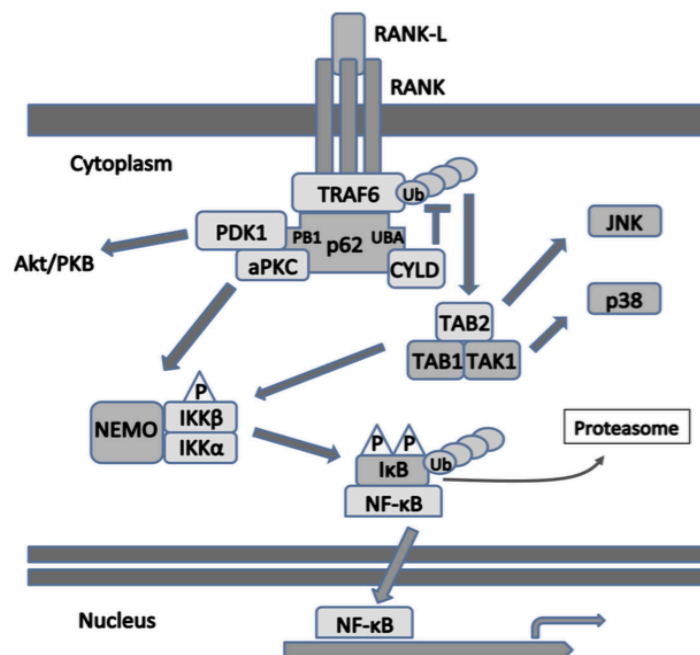 RANK-L
RANK
Cytoplasm
TRAF6
Ub
PDK1
PB1
p62
UBA
JNK
Akt/PKB
aPKC
CYLD
p38
TAB2
TAB1
TAK1
P
NEMO
IKKβ
IKKα
P
P
Proteasome
IκB
Ub
NF-κB
Nucleus
NF-κB